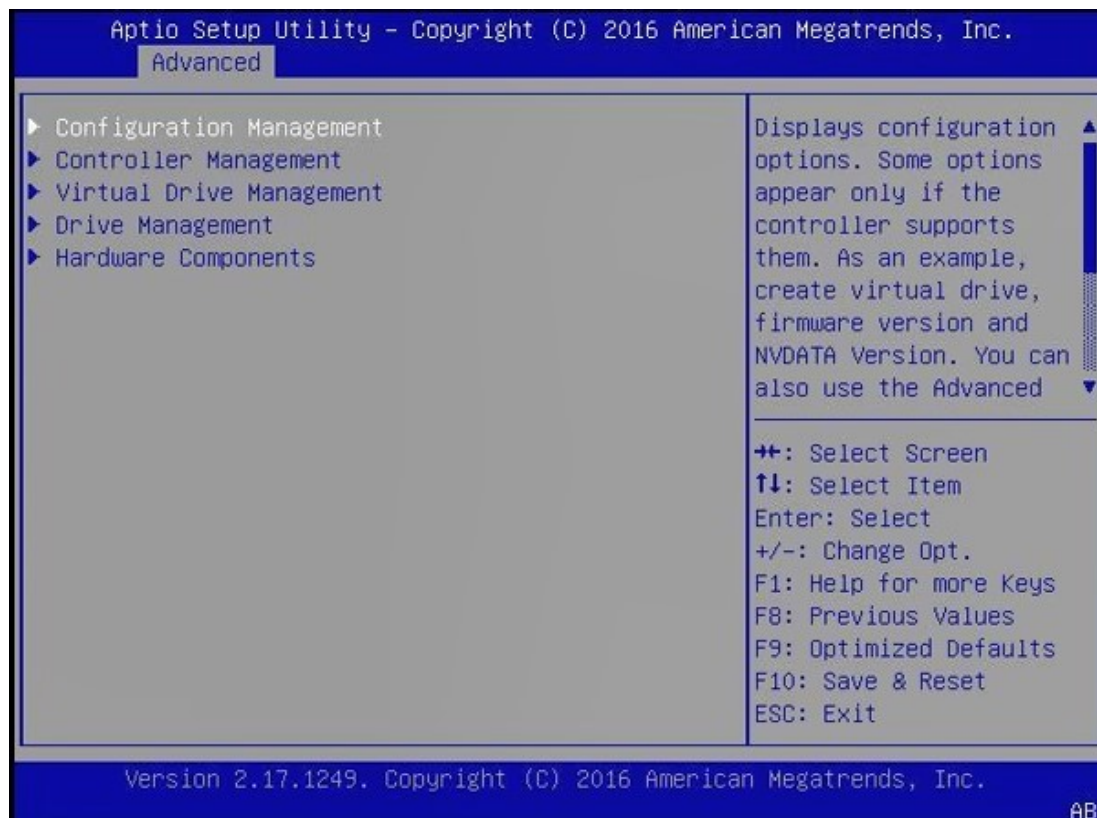 Aptio Setup Utility – Copyright (C) 2016 American Megatrends, Inc.
Advanced
Configuration Management
Controller Management
Virtual Drive Management
Drive Management
Hardware Components
Displays configuration
options. Some options
appear only if the
controller supports
them. As an example,
create virtual drive,
firmware version and
NVDATA Version. You can
also use the Advanced
→←: Select Screen
↑↓: Select Item
Enter: Select
+/-: Change Opt.
F1: Help for more Keys
F8: Previous Values
F9: Optimized Defaults
F10: Save & Reset
ESC: Exit
Version 2.17.1249. Copyright (C) 2016 American Megatrends, Inc.
AB